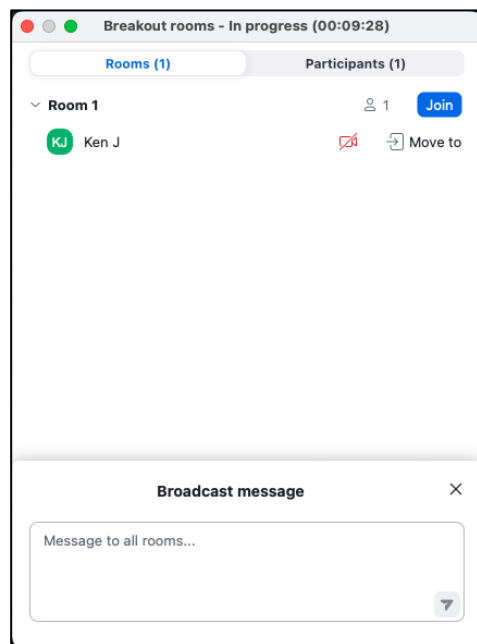 Breakout rooms - In progress (00:09:28)
Rooms (1) Participants (1)
Room 1 1 Join
KJ Ken J Move to
Broadcast message
Message to all rooms...